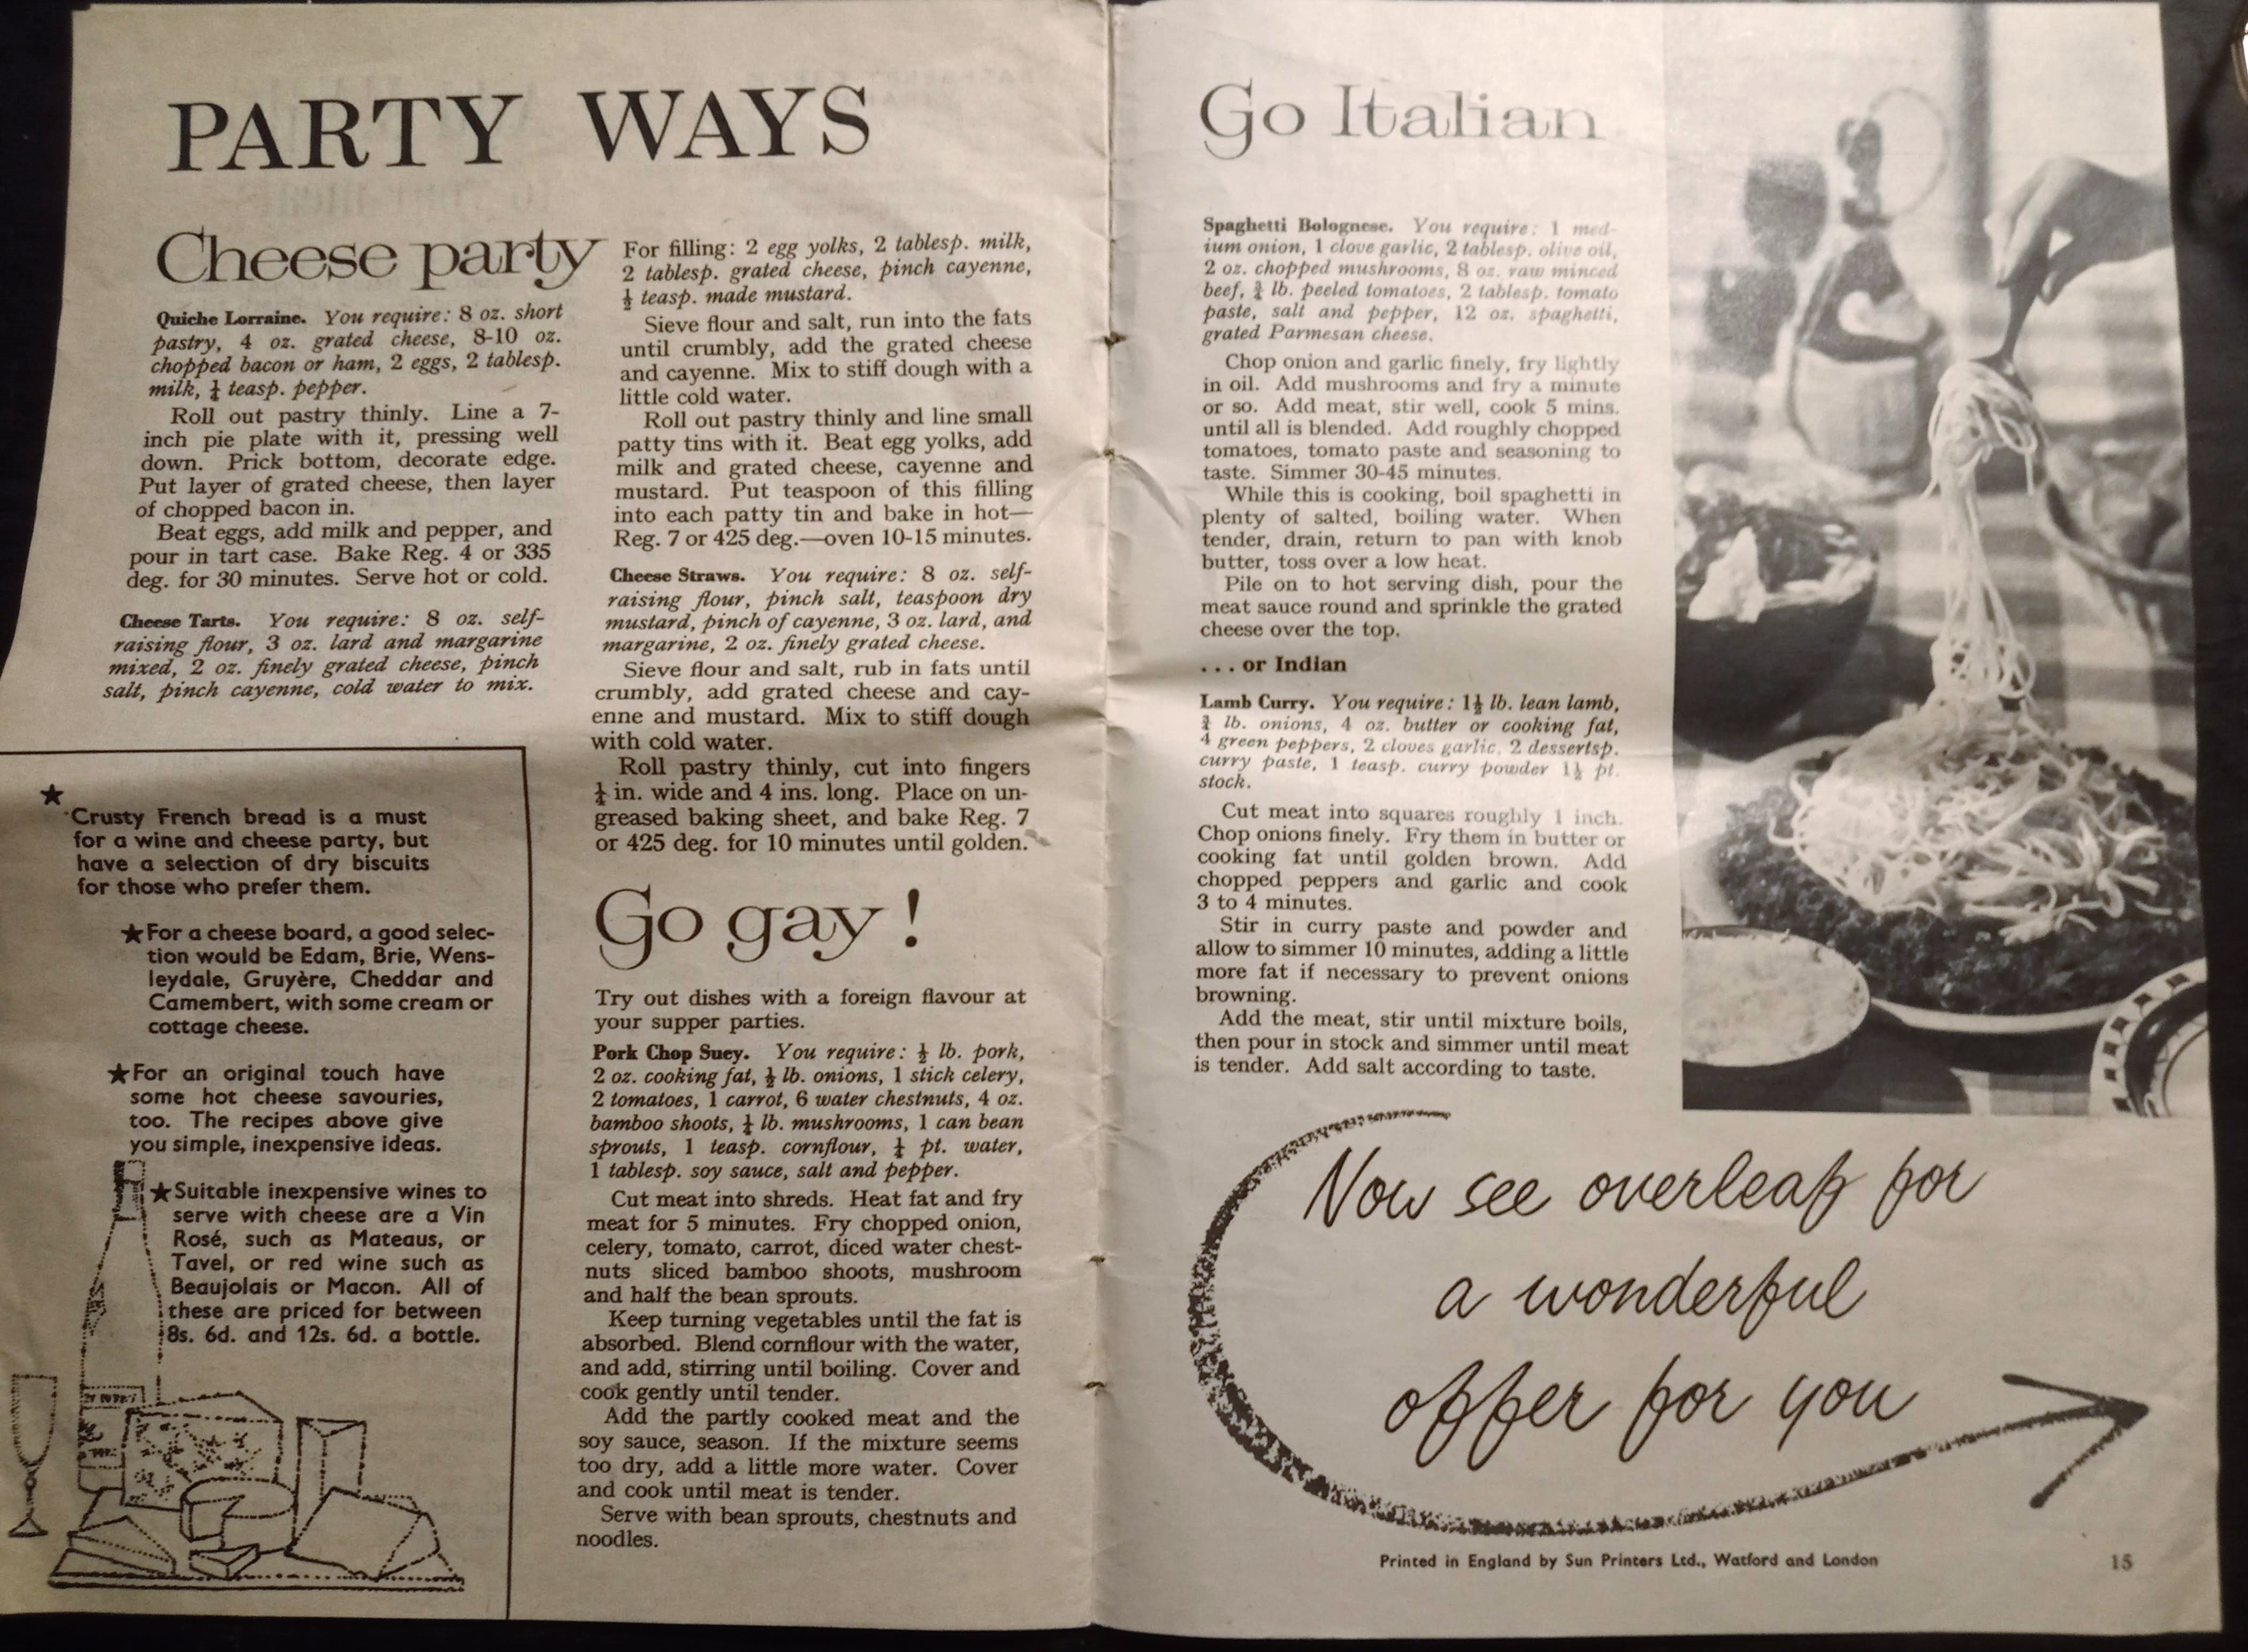 PARTY WAYS
Cheese party
Quiche Lorraine. You require: 8 oz. short
pastry, 4 oz. grated cheese, 8-10 oz.
chopped bacon or ham, 2 eggs, 2 tablesp.
milk, ¼ teasp. pepper.
Roll out pastry thinly. Line a 7-
inch pie plate with it, pressing well
down. Prick bottom, decorate edge.
Put layer of grated cheese, then layer
of chopped bacon in.
Beat eggs, add milk and pepper, and
pour in tart case. Bake Reg. 4 or 335
deg. for 30 minutes. Serve hot or cold.
Cheese Tarts. You require: 8 oz. self-
raising flour, 3 oz. lard and margarine
mixed, 2 oz. finely grated cheese, pinch
salt, pinch cayenne, cold water to mix.
★
Crusty French bread is a must
for a wine and cheese party, but
have a selection of dry biscuits
for those who prefer them.
★For a cheese board, a good selec-
tion would be Edam, Brie, Wens-
leydale, Gruyère, Cheddar and
Camembert, with some cream or
cottage cheese.
★For an original touch have
some hot cheese savouries,
too. The recipes above give
you simple, inexpensive ideas.
★Suitable inexpensive wines to
serve with cheese are a Vin
Rosé, such as Mateaus, or
Tavel, or red wine such as
Beaujolais or Macon. All of
these are priced for between
8s. 6d. and 12s. 6d. a bottle.
For filling: 2 egg yolks, 2 tablesp. milk,
2 tablesp. grated cheese, pinch cayenne,
½ teasp. made mustard.
Sieve flour and salt, run into the fats
until crumbly, add the grated cheese
and cayenne. Mix to stiff dough with a
little cold water.
Roll out pastry thinly and line small
patty tins with it. Beat egg yolks, add
milk and grated cheese, cayenne and
mustard. Put teaspoon of this filling
into each patty tin and bake in hot—
Reg. 7 or 425 deg.—oven 10-15 minutes.
Cheese Straws. You require: 8 oz. self-
raising flour, pinch salt, teaspoon dry
mustard, pinch of cayenne, 3 oz. lard, and
margarine, 2 oz. finely grated cheese.
Sieve flour and salt, rub in fats until
crumbly, add grated cheese and cay-
enne and mustard. Mix to stiff dough
with cold water.
Roll pastry thinly, cut into fingers
¼ in. wide and 4 ins. long. Place on un-
greased baking sheet, and bake Reg. 7
or 425 deg. for 10 minutes until golden.
Go gay!
Try out dishes with a foreign flavour at
your supper parties.
Pork Chop Suey. You require: ½ lb. pork,
2 oz. cooking fat, ½ lb. onions, 1 stick celery,
2 tomatoes, 1 carrot, 6 water chestnuts, 4 oz.
bamboo shoots, ¼ lb. mushrooms, 1 can bean
sprouts, 1 teasp. cornflour, ¼ pt. water,
1 tablesp. soy sauce, salt and pepper.
Cut meat into shreds. Heat fat and fry
meat for 5 minutes. Fry chopped onion,
celery, tomato, carrot, diced water chest-
nuts sliced bamboo shoots, mushroom
and half the bean sprouts.
Keep turning vegetables until the fat is
absorbed. Blend cornflour with the water,
and add, stirring until boiling. Cover and
cook gently until tender.
Add the partly cooked meat and the
soy sauce, season. If the mixture seems
too dry, add a little more water. Cover
and cook until meat is tender.
Serve with bean sprouts, chestnuts and
noodles.
Go Italian
Spaghetti Bolognese. You require: 1 med-
ium onion, 1 clove garlic, 2 tablesp. olive oil,
2 oz. chopped mushrooms, 8 oz. raw minced
beef, ¾ lb. peeled tomatoes, 2 tablesp. tomato
paste, salt and pepper, 12 oz. spaghetti,
grated Parmesan cheese.
Chop onion and garlic finely, fry lightly
in oil. Add mushrooms and fry a minute
or so. Add meat, stir well, cook 5 mins.
until all is blended. Add roughly chopped
tomatoes, tomato paste and seasoning to
taste. Simmer 30-45 minutes.
While this is cooking, boil spaghetti in
plenty of salted, boiling water. When
tender, drain, return to pan with knob
butter, toss over a low heat.
Pile on to hot serving dish, pour the
meat sauce round and sprinkle the grated
cheese over the top.
... or Indian
Lamb Curry. You require: 1½ lb. lean lamb,
¾ lb. onions, 4 oz. butter or cooking fat,
4 green peppers, 2 cloves garlic, 2 dessertsp.
curry paste, 1 teasp. curry powder 1½ pt.
stock.
Cut meat into squares roughly 1 inch.
Chop onions finely. Fry them in butter or
cooking fat until golden brown. Add
chopped peppers and garlic and cook
3 to 4 minutes.
Stir in curry paste and powder and
allow to simmer 10 minutes, adding a little
more fat if necessary to prevent onions
browning.
Add the meat, stir until mixture boils,
then pour in stock and simmer until meat
is tender. Add salt according to taste.
Now see overleaf for
a wonderful
offer for you
Printed in England by Sun Printers Ltd., Watford and London
15